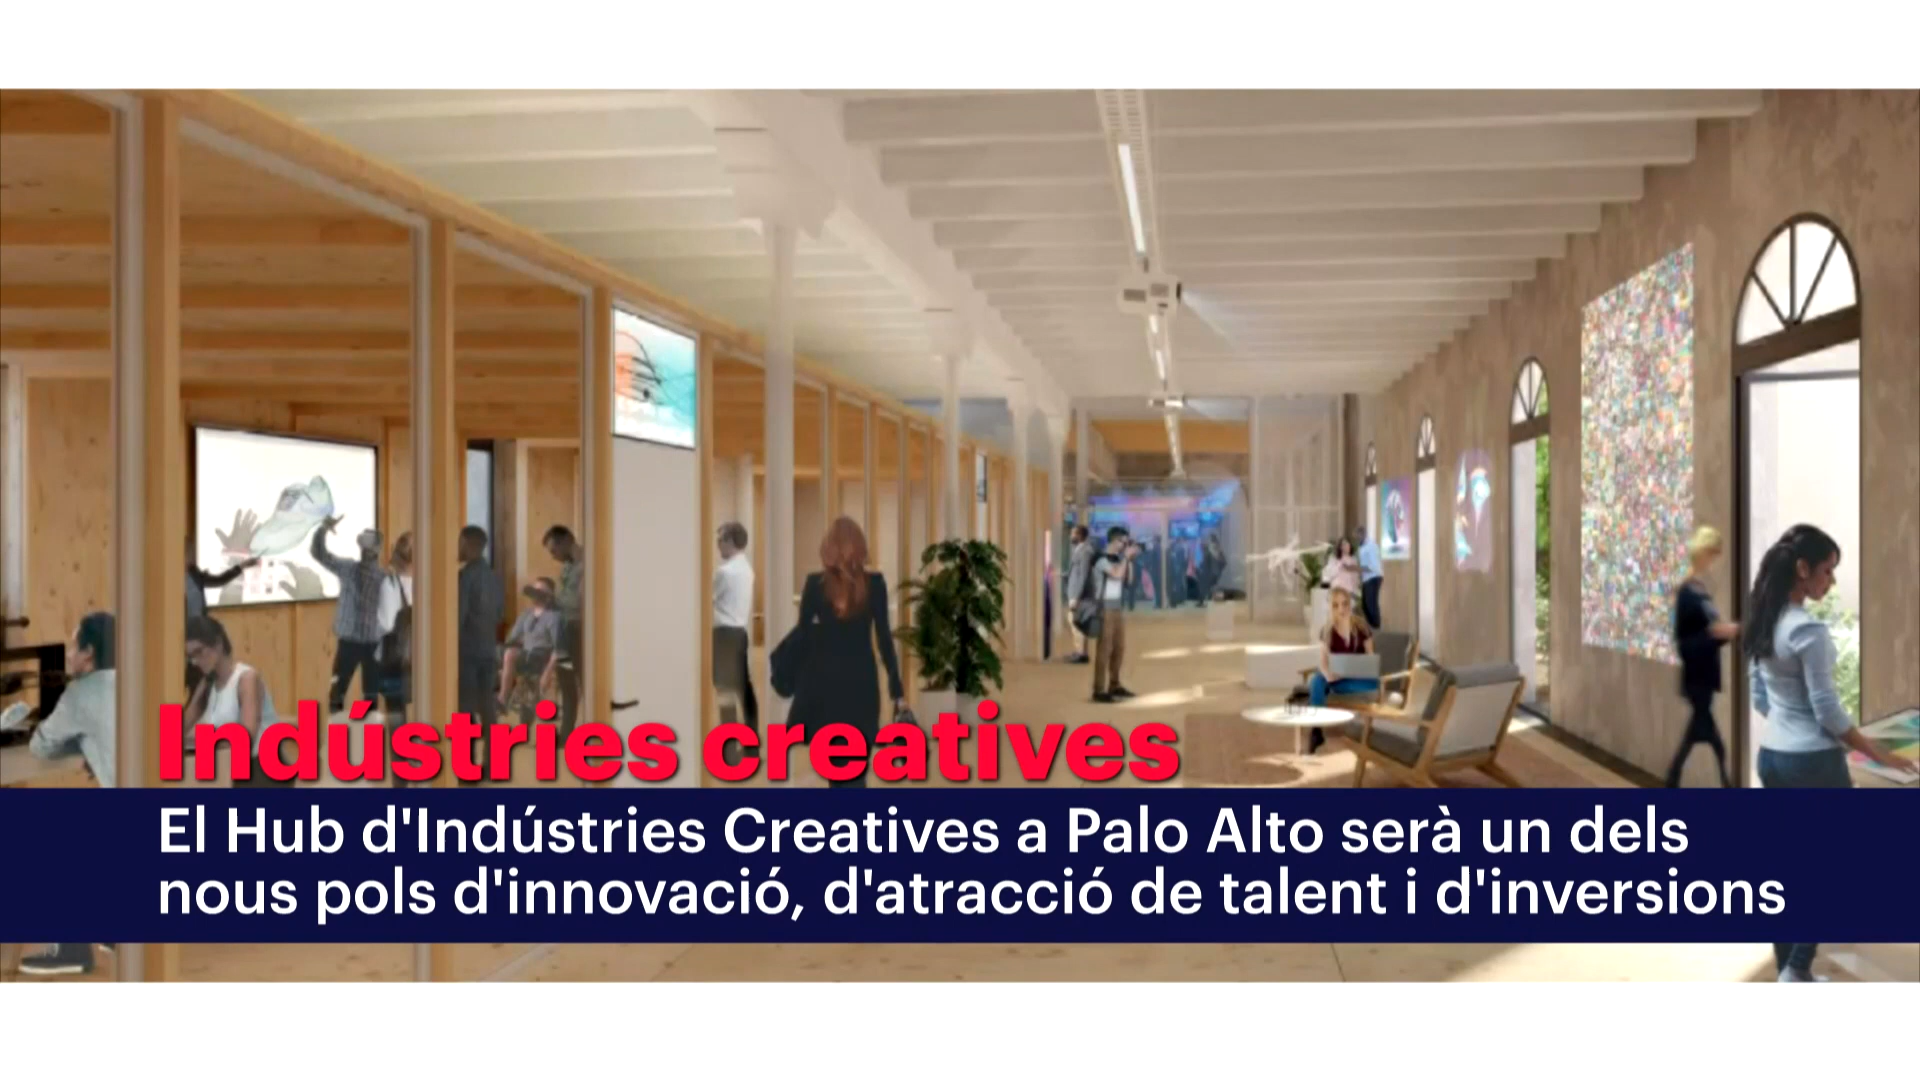 Indústries creatives
El Hub d'Indústries Creatives a Palo Alto serà un dels
nous pols d'innovació, d'atracció de talent i d'inversions